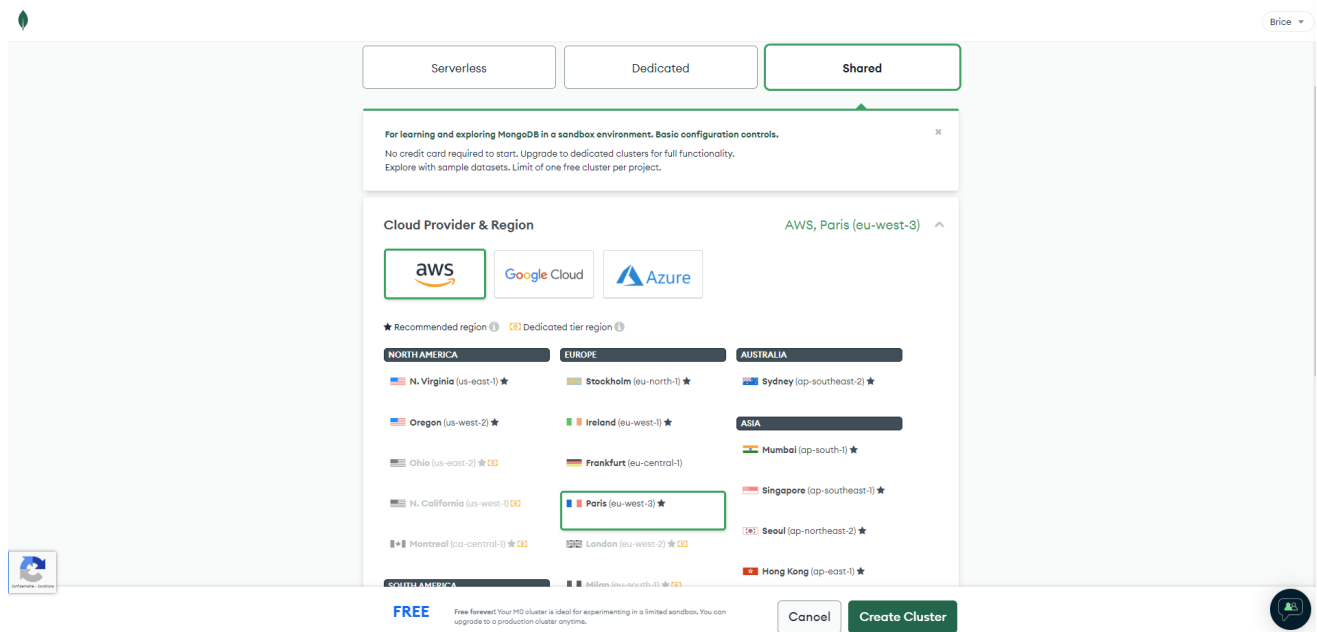 Brice
Serverless
Dedicated
Shared
For learning and exploring MongoDB in a sandbox environment. Basic configuration controls.
No credit card required to start. Upgrade to dedicated clusters for full functionality.
Explore with sample datasets. Limit of one free cluster per project.
Cloud Provider & Region
AWS, Paris (eu-west-3)
aws
Google Cloud
Azure
Recommended region
Dedicated tier region
NORTH AMERICA
N. Virginia (us-east-1)
Oregon (us-west-2)
Ohio (us-east-2)
N. California (us-west-1)
Montreal (ca-central-1)
SOUTH AMERICA
EUROPE
Stockholm (eu-north-1)
Ireland (eu-west-1)
Frankfurt (eu-central-1)
Paris (eu-west-3)
London (eu-west-2)
Milan (eu-south-1)
AUSTRALIA
Sydney (ap-southeast-2)
ASIA
Mumbai (ap-south-1)
Singapore (ap-southeast-1)
Seoul (ap-northeast-2)
Hong Kong (ap-east-1)
FREE
Free forever! Your M0 cluster is ideal for experimenting in a limited sandbox. You can
upgrade to a production cluster anytime.
Cancel
Create Cluster